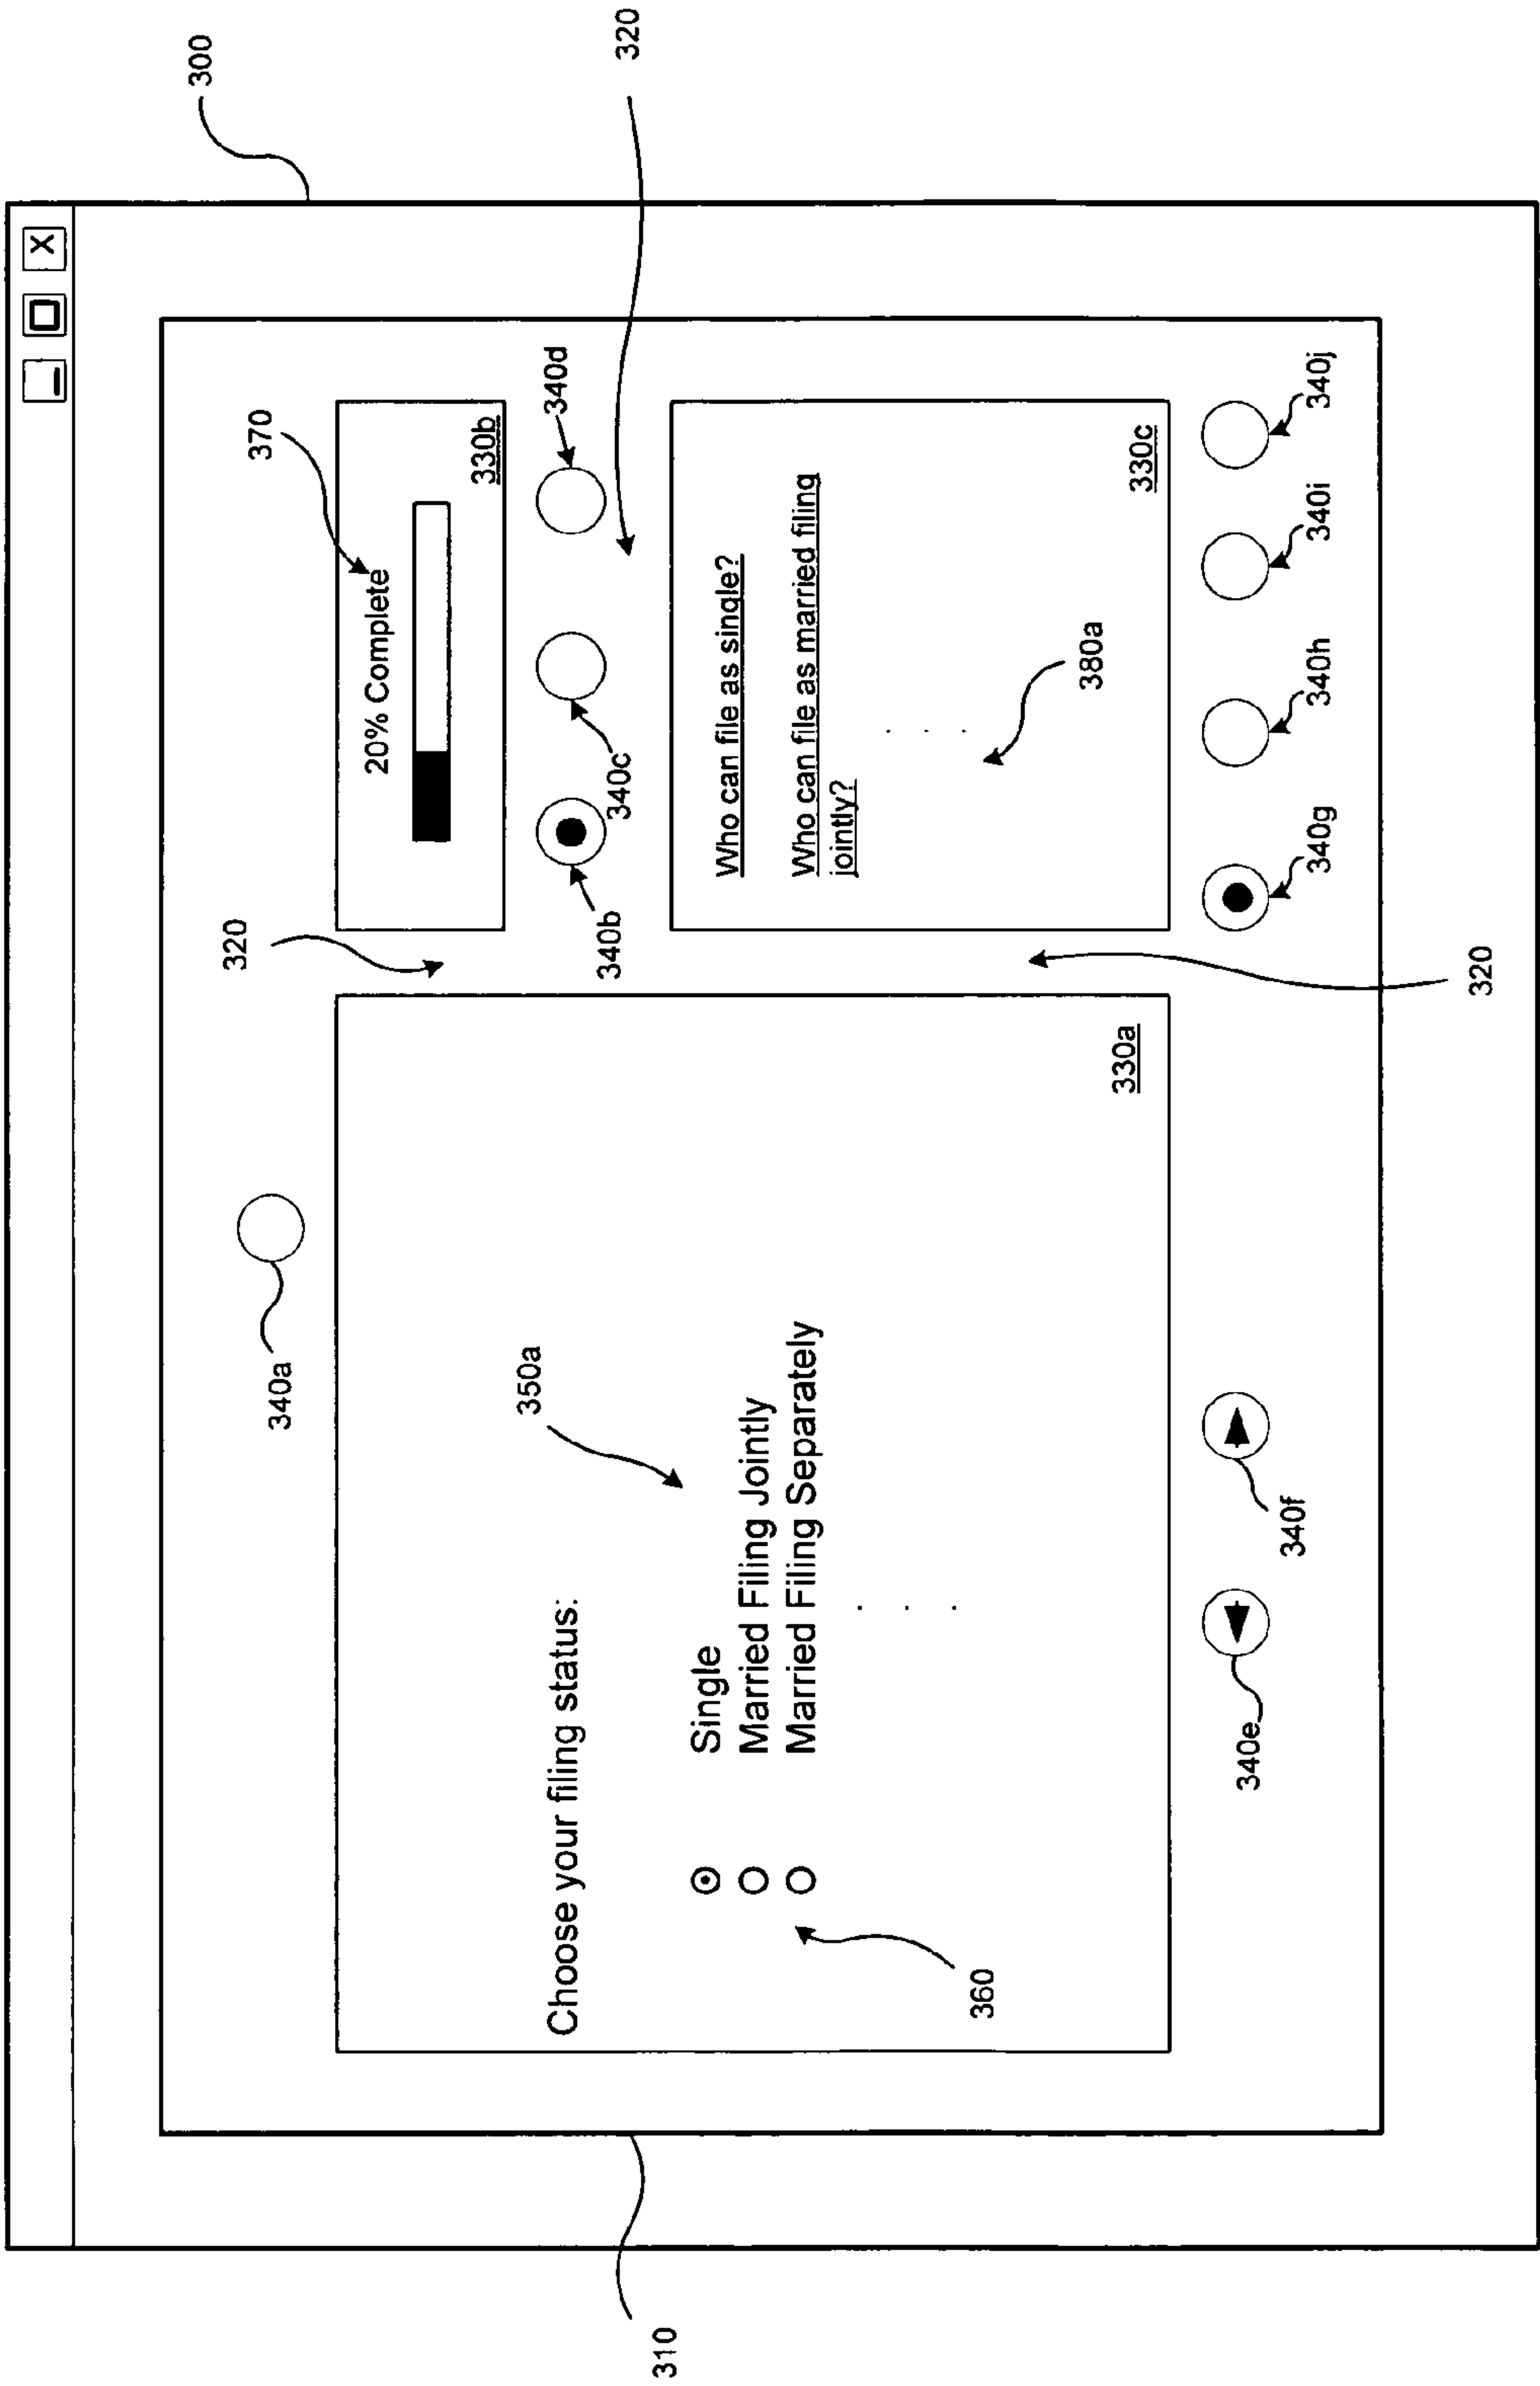 300
X
320
370
340a
320
20% Complete
330b
340b
340c
340d
350a
Choose your filing status:
Single
Married Filing Jointly
Married Filing Separately
.
.
.
360
330a
Who can file as single?
Who can file as married filing
jointly?
.
.
.
380a
330c
340e
340f
340g
340h
340i
340j
310
320